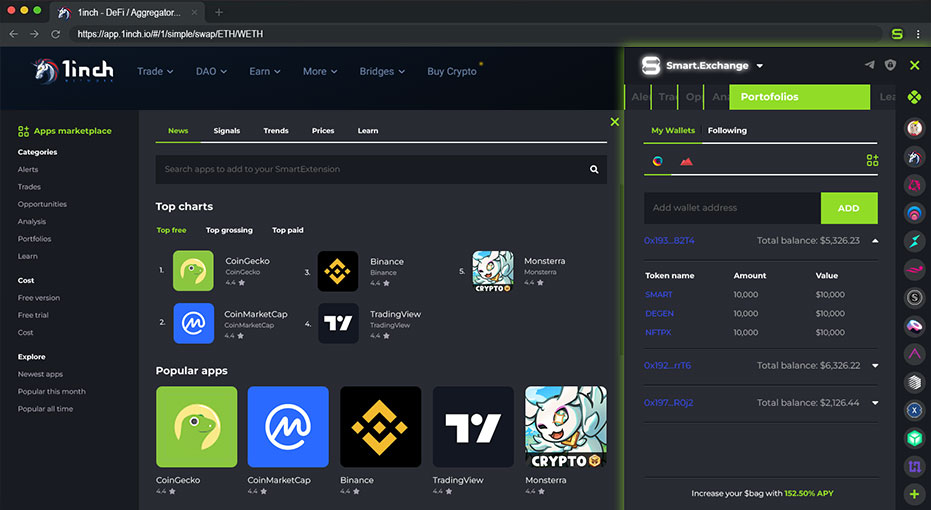 1inch - DeFi / Aggregator...
https://app.1inch.io/#/1/simple/swap/ETH/WETH
1inch
NETWORK
Trade
DAO
Earn
More
Bridges
Buy Crypto
Apps marketplace
Categories
Alerts
Trades
Opportunities
Analysis
Portfolios
Learn
Cost
Free version
Free trial
Cost
Explore
Newest apps
Popular this month
Popular all time
News
Signals
Trends
Prices
Learn
Search apps to add to your SmartExtension
Top charts
Top free
Top grossing
Top paid
1.
CoinGecko
CoinGecko
4.4
2.
CoinMarketCap
CoinMarketCap
4.4
3.
Binance
Binance
4.4
4.
TradingView
TradingView
4.4
5.
CRYPTO
Monsterra
Monsterra
4.4
Popular apps
CRYPTO
CoinGecko
4.4
CoinMarketCap
4.4
Binance
4.4
TradingView
4.4
Monsterra
4.4
Smart.Exchange
Aler
Tra
Op
Ana
Portofolios
Lea
My Wallets
Following
Add wallet address
ADD
0x193...82T4 Total balance: $5,326.23
Token name Amount Value
SMART 10,000 $10,000
DEGEN 10,000 $10,000
NFTPX 10,000 $10,000
0x192...rrT6 Total balance: $6,326.22
0x197...R0j2 Total balance: $2,126.44
Increase your $bag with 152.50% APY